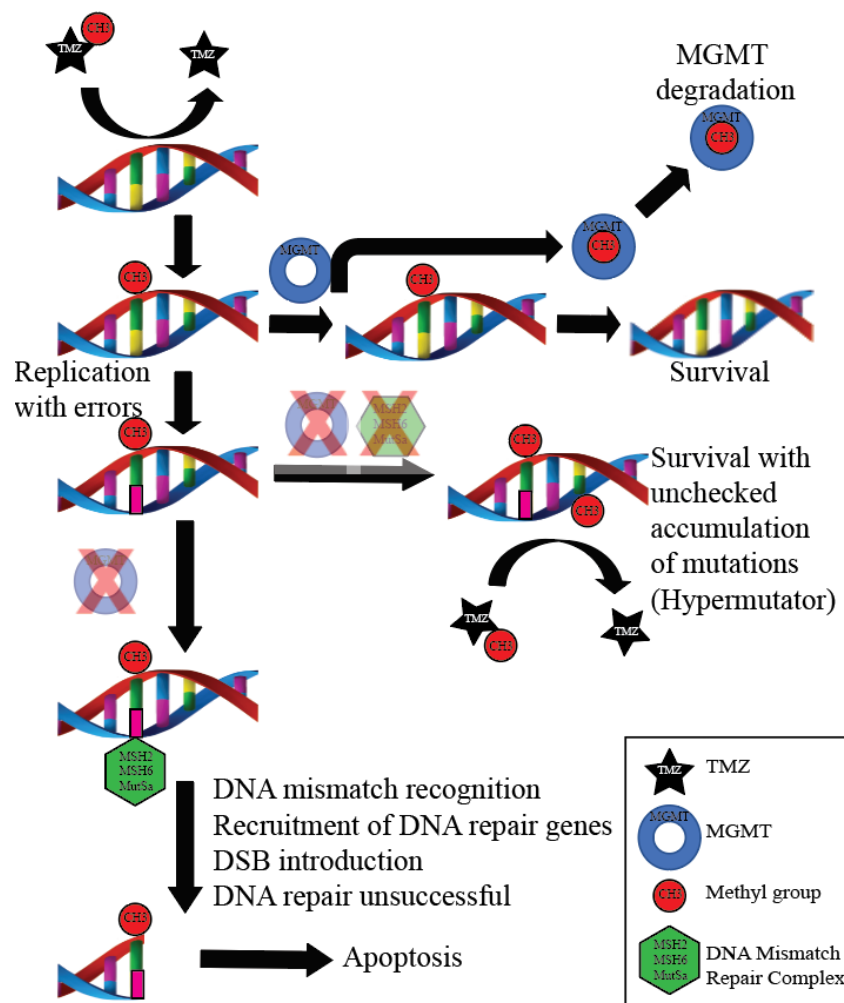 CH3
TMZ
TMZ
MGMT
degradation
MGMT
CH3
MGMT
MGMT
CH3
CH3
CH3
Replication
with errors
Survival
MSH2
MSH6
MutSa
CH3
CH3
Survival with
unchecked
accumulation
of mutations
(Hypermutator)
CH3
MGMT
TMZ
CH3
TMZ
CH3
MSH2
MSH6
MutSa
DNA mismatch recognition
Recruitment of DNA repair genes
DSB introduction
DNA repair unsuccessful
CH3
Apoptosis
TMZ
TMZ
MGMT
MGMT
CH3
Methyl group
MSH2
MSH6
MutSa
DNA Mismatch
Repair Complex